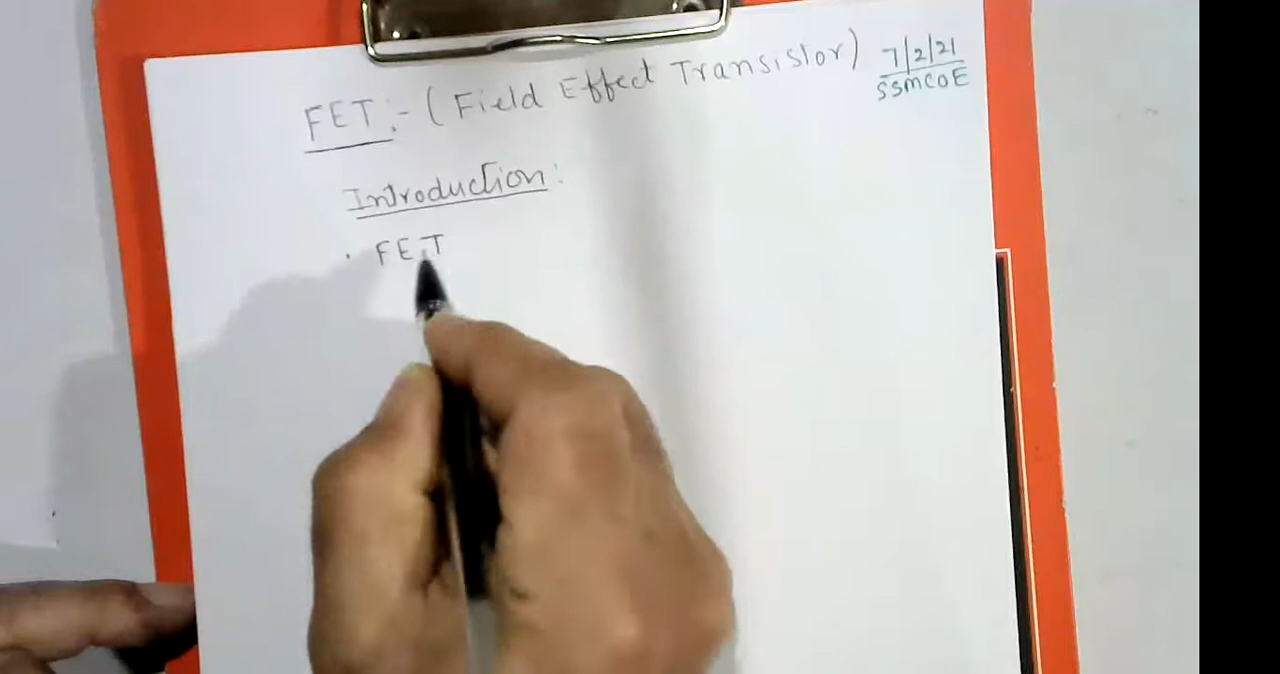 FET:- (Field Effect Transistor) 7/2/21
SSMCOE
Introduction:
. FET